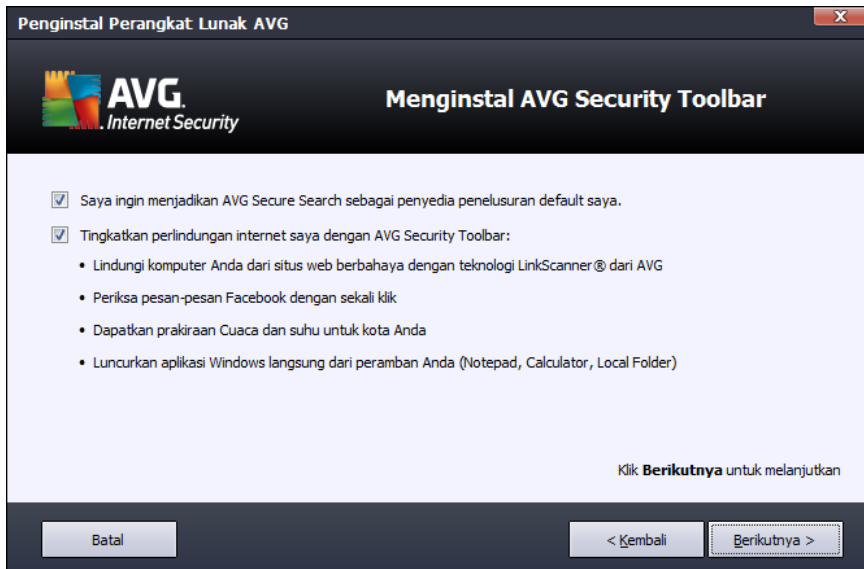 Penginstal Perangkat Lunak AVG
X
AVG.
Internet Security
Menginstal AVG Security Toolbar
Saya ingin menjadikan AVG Secure Search sebagai penyedia penelusuran default saya.
Tingkatkan perlindungan internet saya dengan AVG Security Toolbar:
• Lindungi komputer Anda dari situs web berbahaya dengan teknologi LinkScanner® dari AVG
• Periksa pesan-pesan Facebook dengan sekali klik
• Dapatkan prakiraan Cuaca dan suhu untuk kota Anda
• Luncurkan aplikasi Windows langsung dari peramban Anda (Notepad, Calculator, Local Folder)
Klik Berikutnya untuk melanjutkan
Batal
< Kembali
Berikutnya >